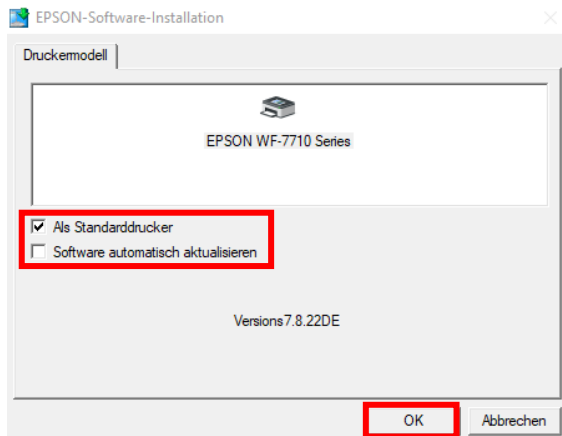 EPSON-Software-Installation
Druckermodell
EPSON WF-7710 Series
Als Standarddrucker
Software automatisch aktualisieren
Versions7.8.22DE
OK Abbrechen